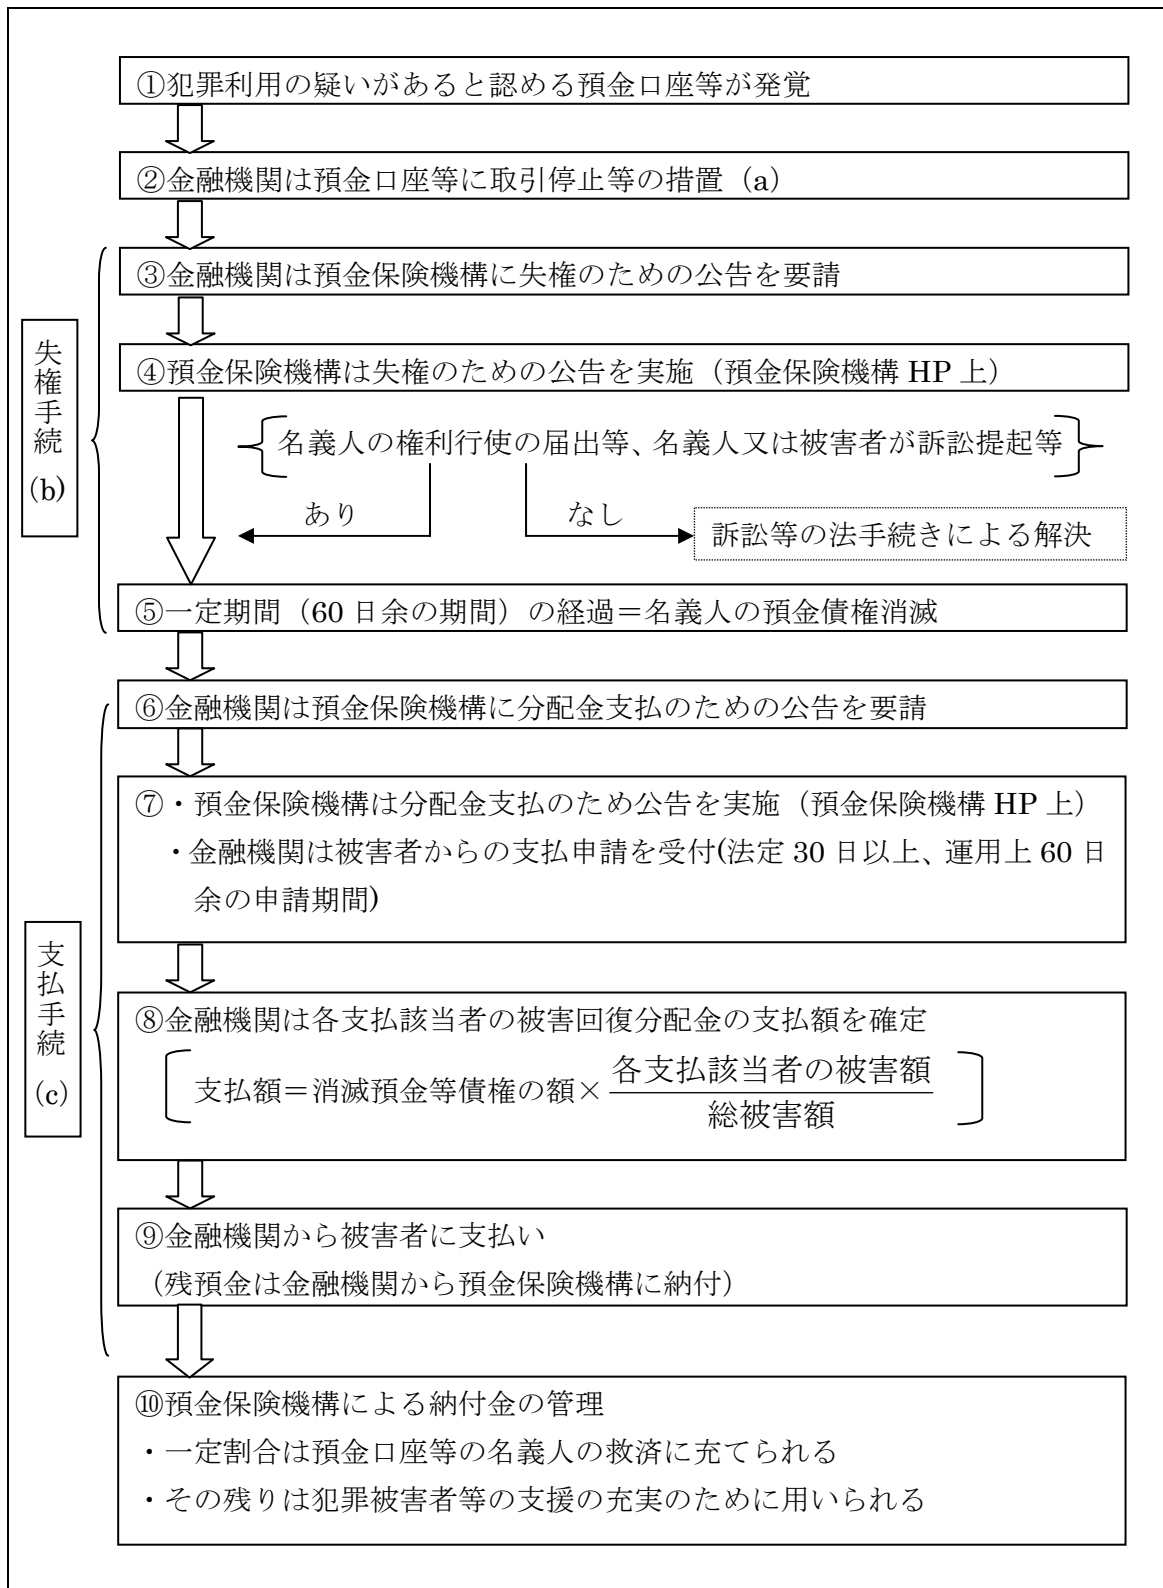 ①犯罪利用の疑いがあると認める預金口座等が発覚
②金融機関は預金口座等に取引停止等の措置（a）
③金融機関は預金保険機構に失権のための公告を要請
失権手続
(b)
④預金保険機構は失権のための公告を実施（預金保険機構 HP 上）
名義人の権利行使の届出等、名義人又は被害者が訴訟提起等
あり
なし
訴訟等の法手続きによる解決
⑤一定期間（60 日余の期間）の経過＝名義人の預金債権消滅
⑥金融機関は預金保険機構に分配金支払のための公告を要請
⑦・預金保険機構は分配金支払のため公告を実施（預金保険機構 HP 上）
・金融機関は被害者からの支払申請を受付(法定 30 日以上、運用上 60 日
余の申請期間)
支払手続
(c)
⑧金融機関は各支払該当者の被害回復分配金の支払額を確定
支払額＝消滅預金等債権の額×
各支払該当者の被害額
総被害額
⑨金融機関から被害者に支払い
（残預金は金融機関から預金保険機構に納付）
⑩預金保険機構による納付金の管理
・一定割合は預金口座等の名義人の救済に充てられる
・その残りは犯罪被害者等の支援の充実のために用いられる